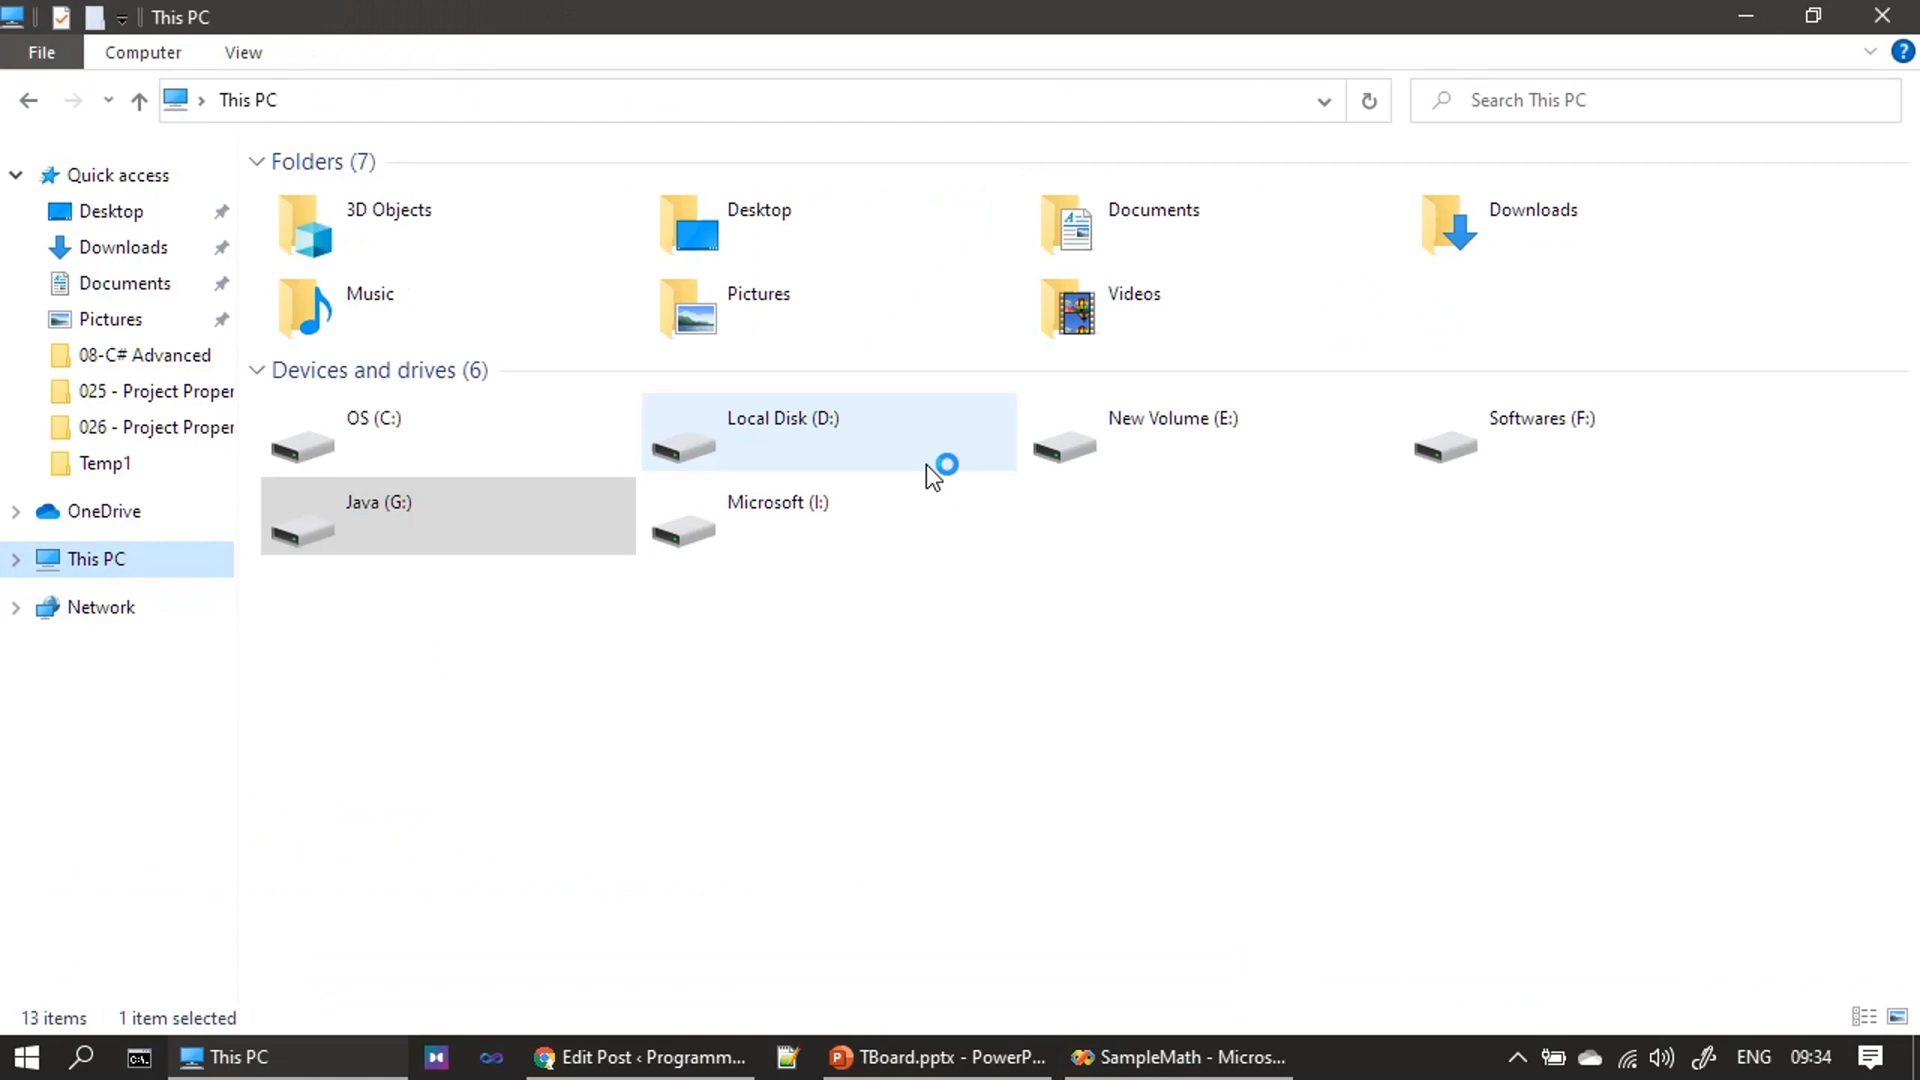 This PC
File Computer View
This PC Search This PC
Folders (7)
3D Objects Desktop Documents Downloads
Music Pictures Videos
Devices and drives (6)
OS (C:) Local Disk (D:) New Volume (E:) Softwares (F:)
Java (G:) Microsoft (I:)
Quick access
Desktop
Downloads
Documents
Pictures
08-C# Advanced
025 - Project Proper
026 - Project Proper
Temp1
OneDrive
This PC
Network
13 items 1 item selected
This PC Edit Post ‹ Programm... TBoard.pptx - PowerP... SampleMath - Micros... ENG 09:34